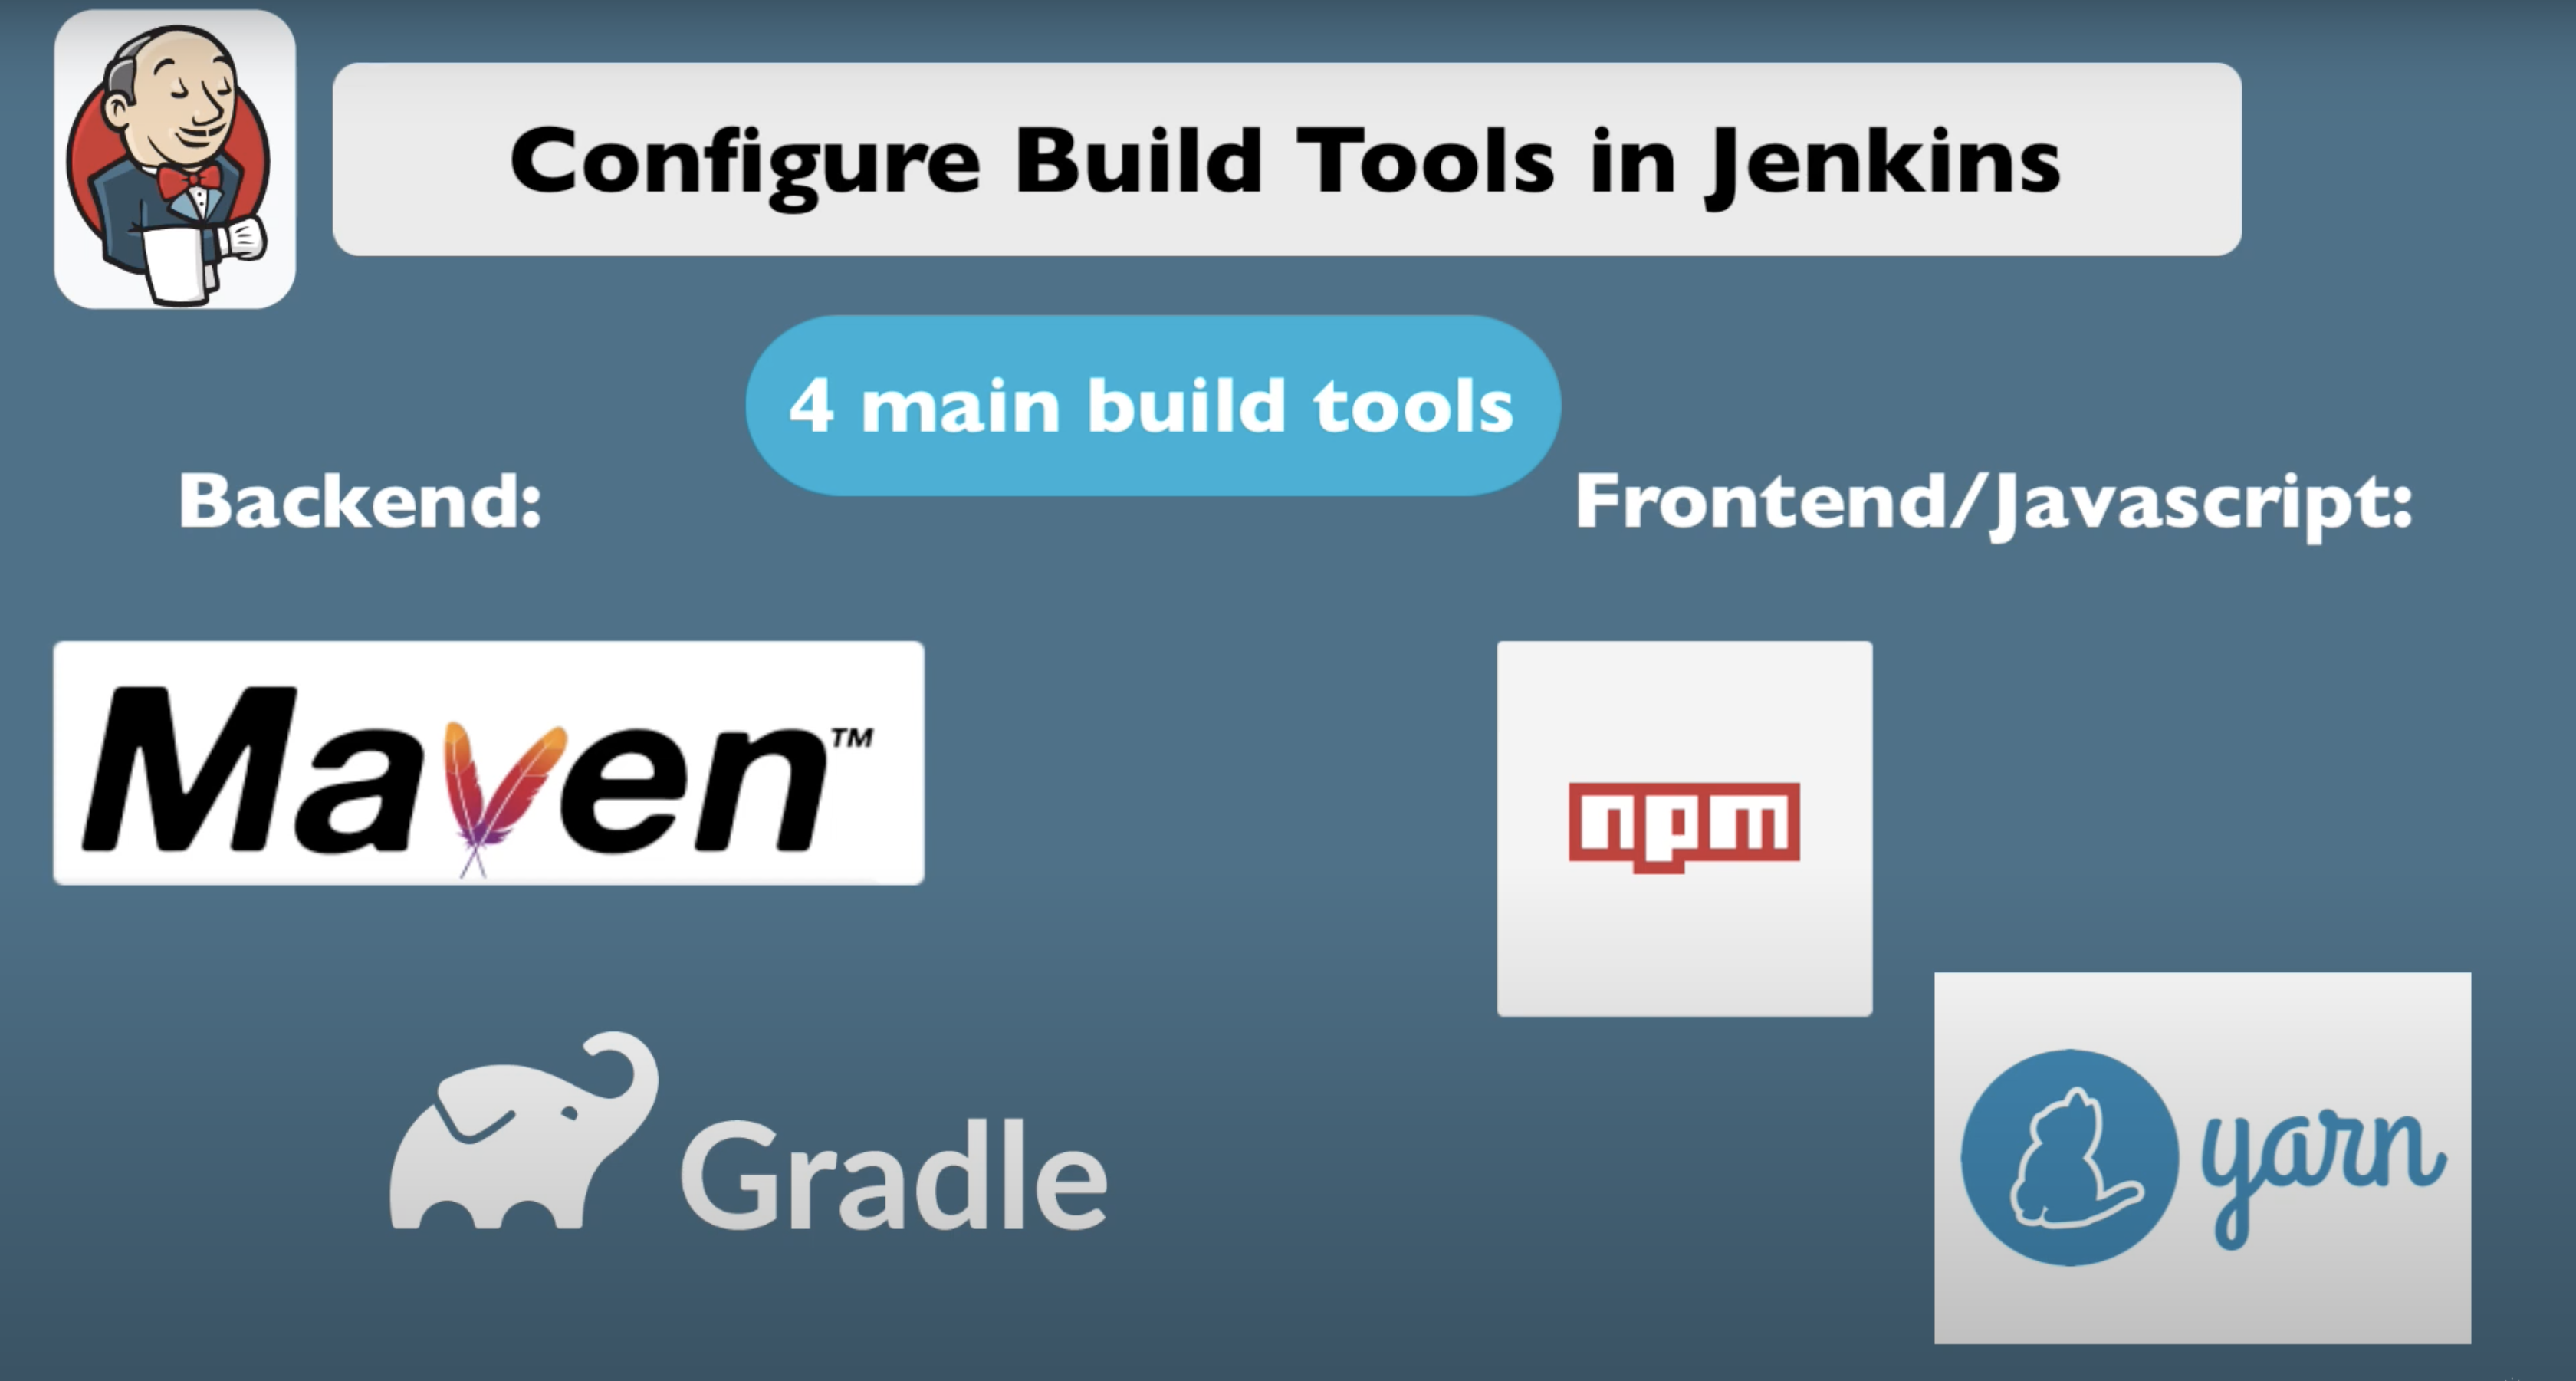 Configure Build Tools in Jenkins
4 main build tools
Backend:
Frontend/Javascript:
Maven™
npm
Gradle
yarn